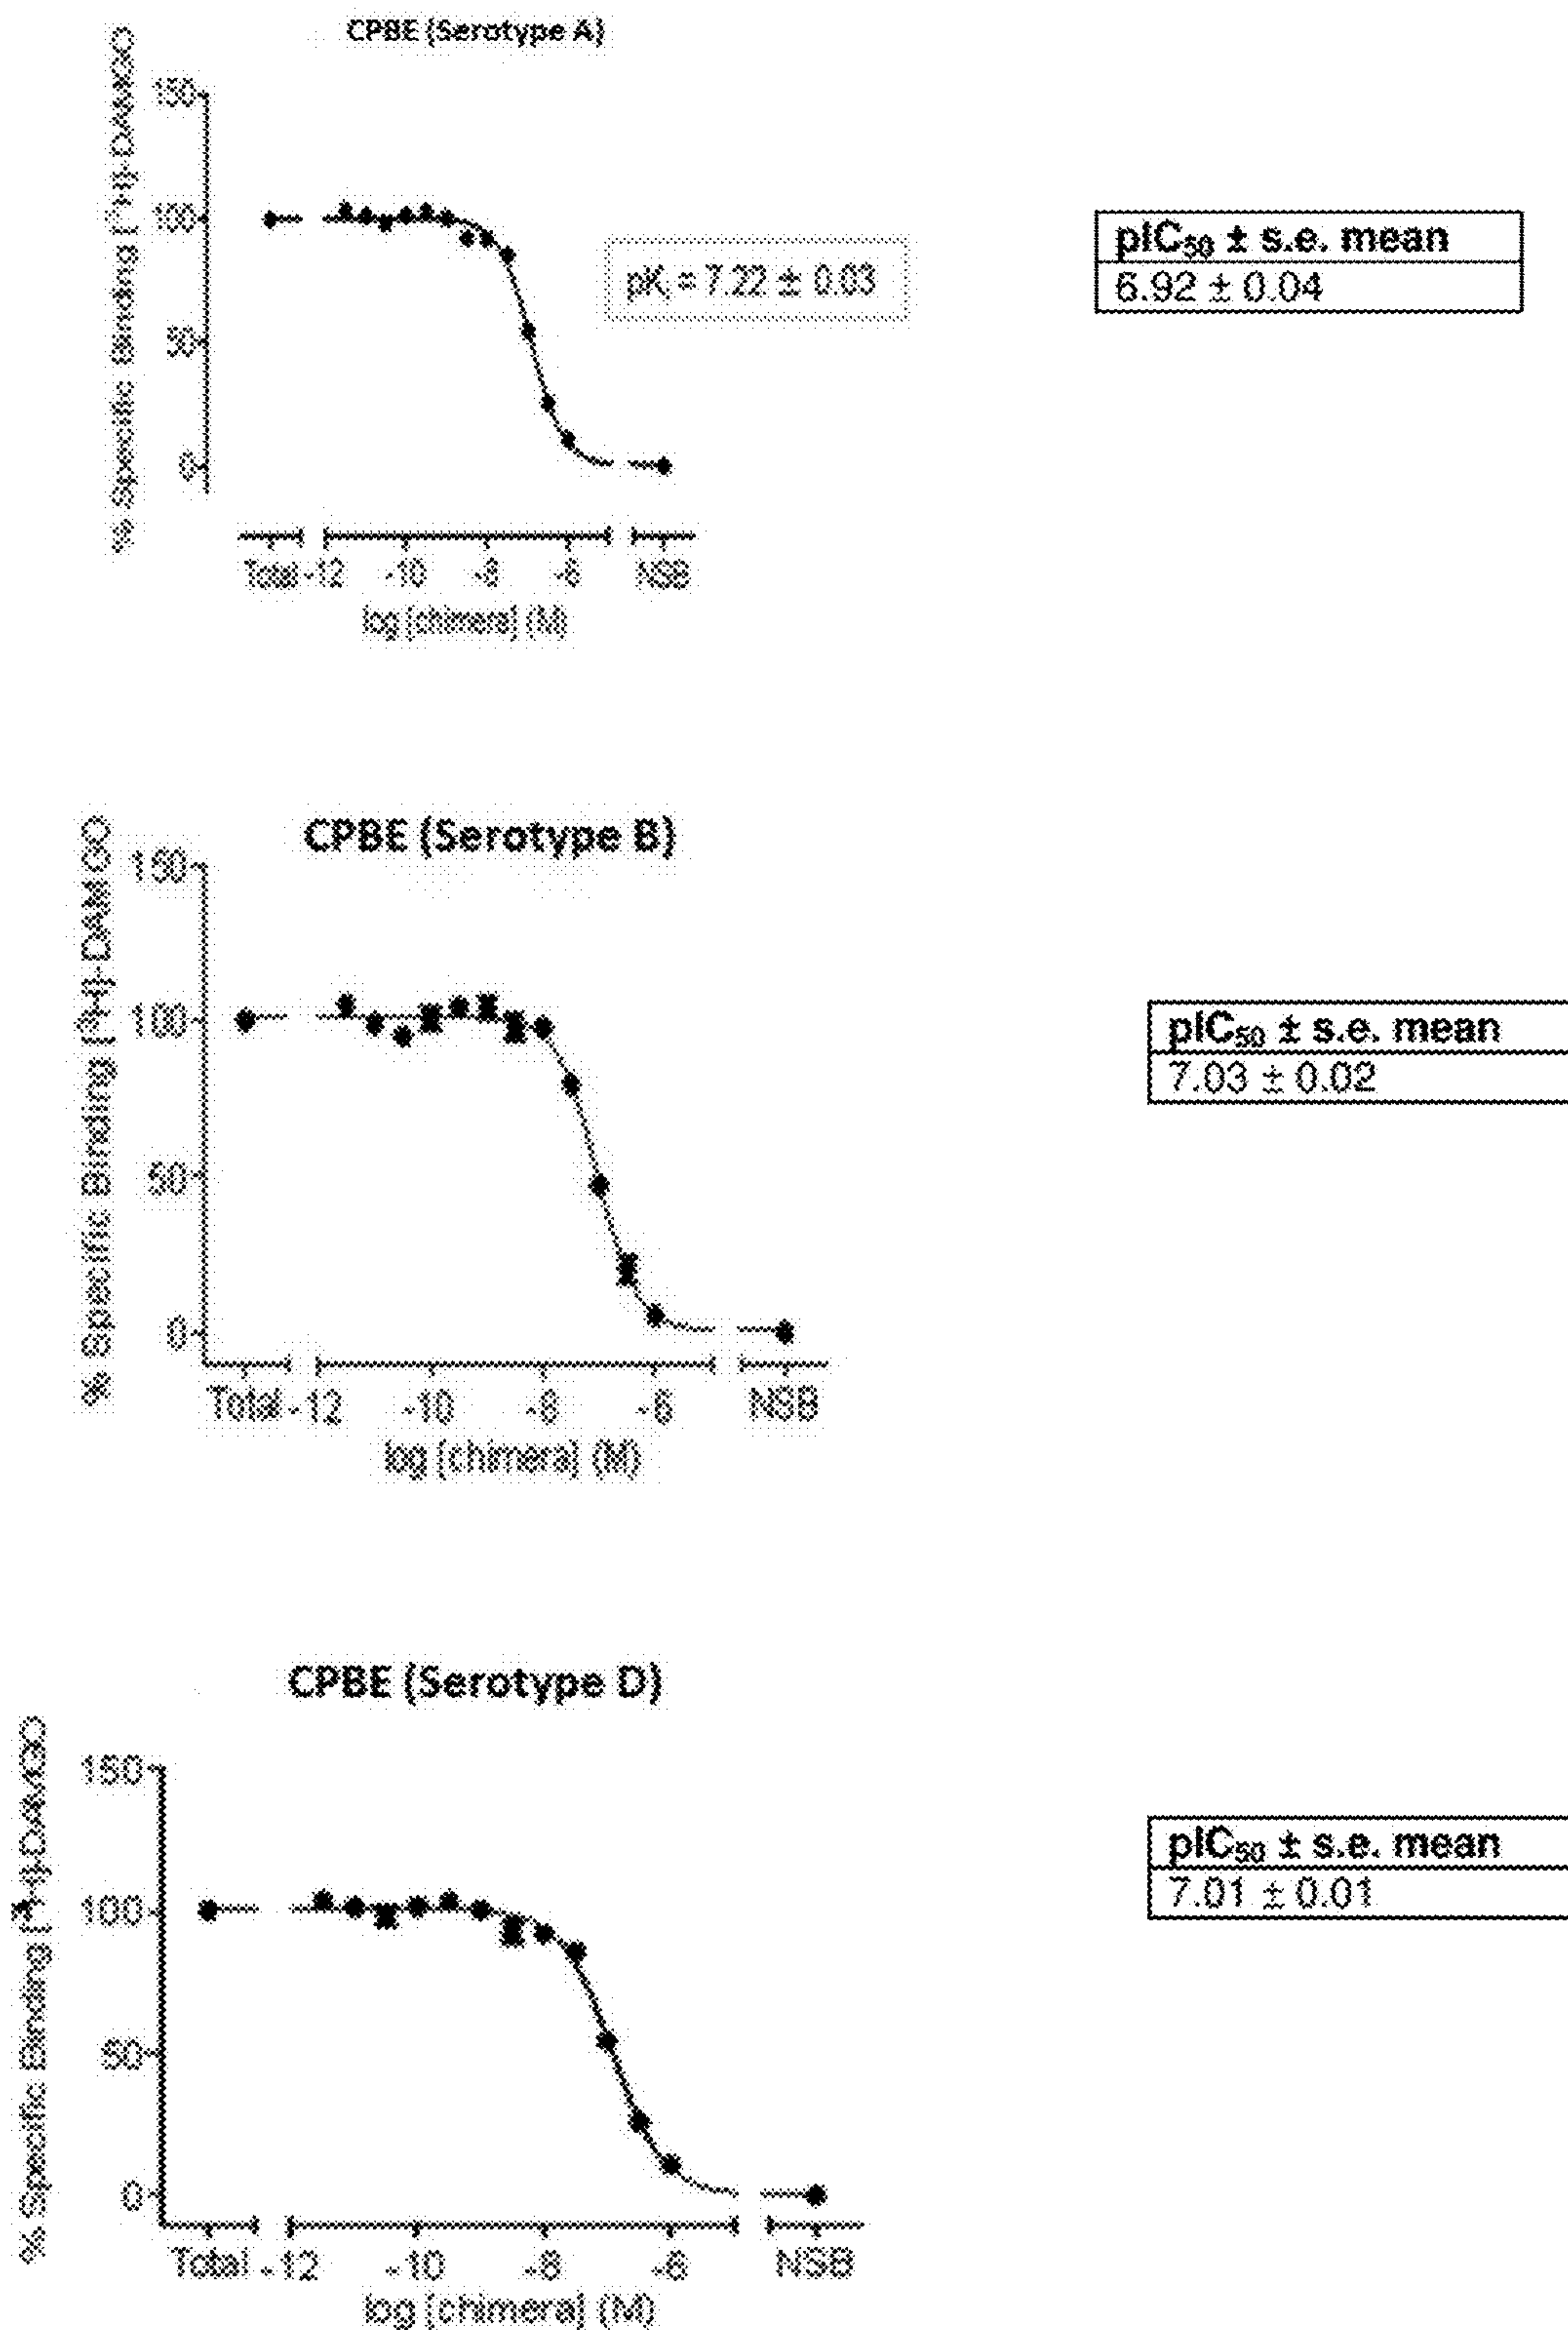 CPBE (Serotype A)
% Specific Binding [³H]-DAMGO
150
100
50
0
pKᵢ = 7.22 ± 0.03
pIC₅₀ ± s.e. mean
6.92 ± 0.04
Total -12 -10 -8 -6 NSB
log [chimera] (M)
CPBE (Serotype B)
% Specific Binding [³H]-DAMGO
150
100
50
0
pIC₅₀ ± s.e. mean
7.03 ± 0.02
Total -12 -10 -8 -6 NSB
log [chimera] (M)
CPBE (Serotype D)
% Specific Binding [³H]-DAMGO
150
100
50
0
pIC₅₀ ± s.e. mean
7.01 ± 0.01
Total -12 -10 -8 -6 NSB
log [chimera] (M)